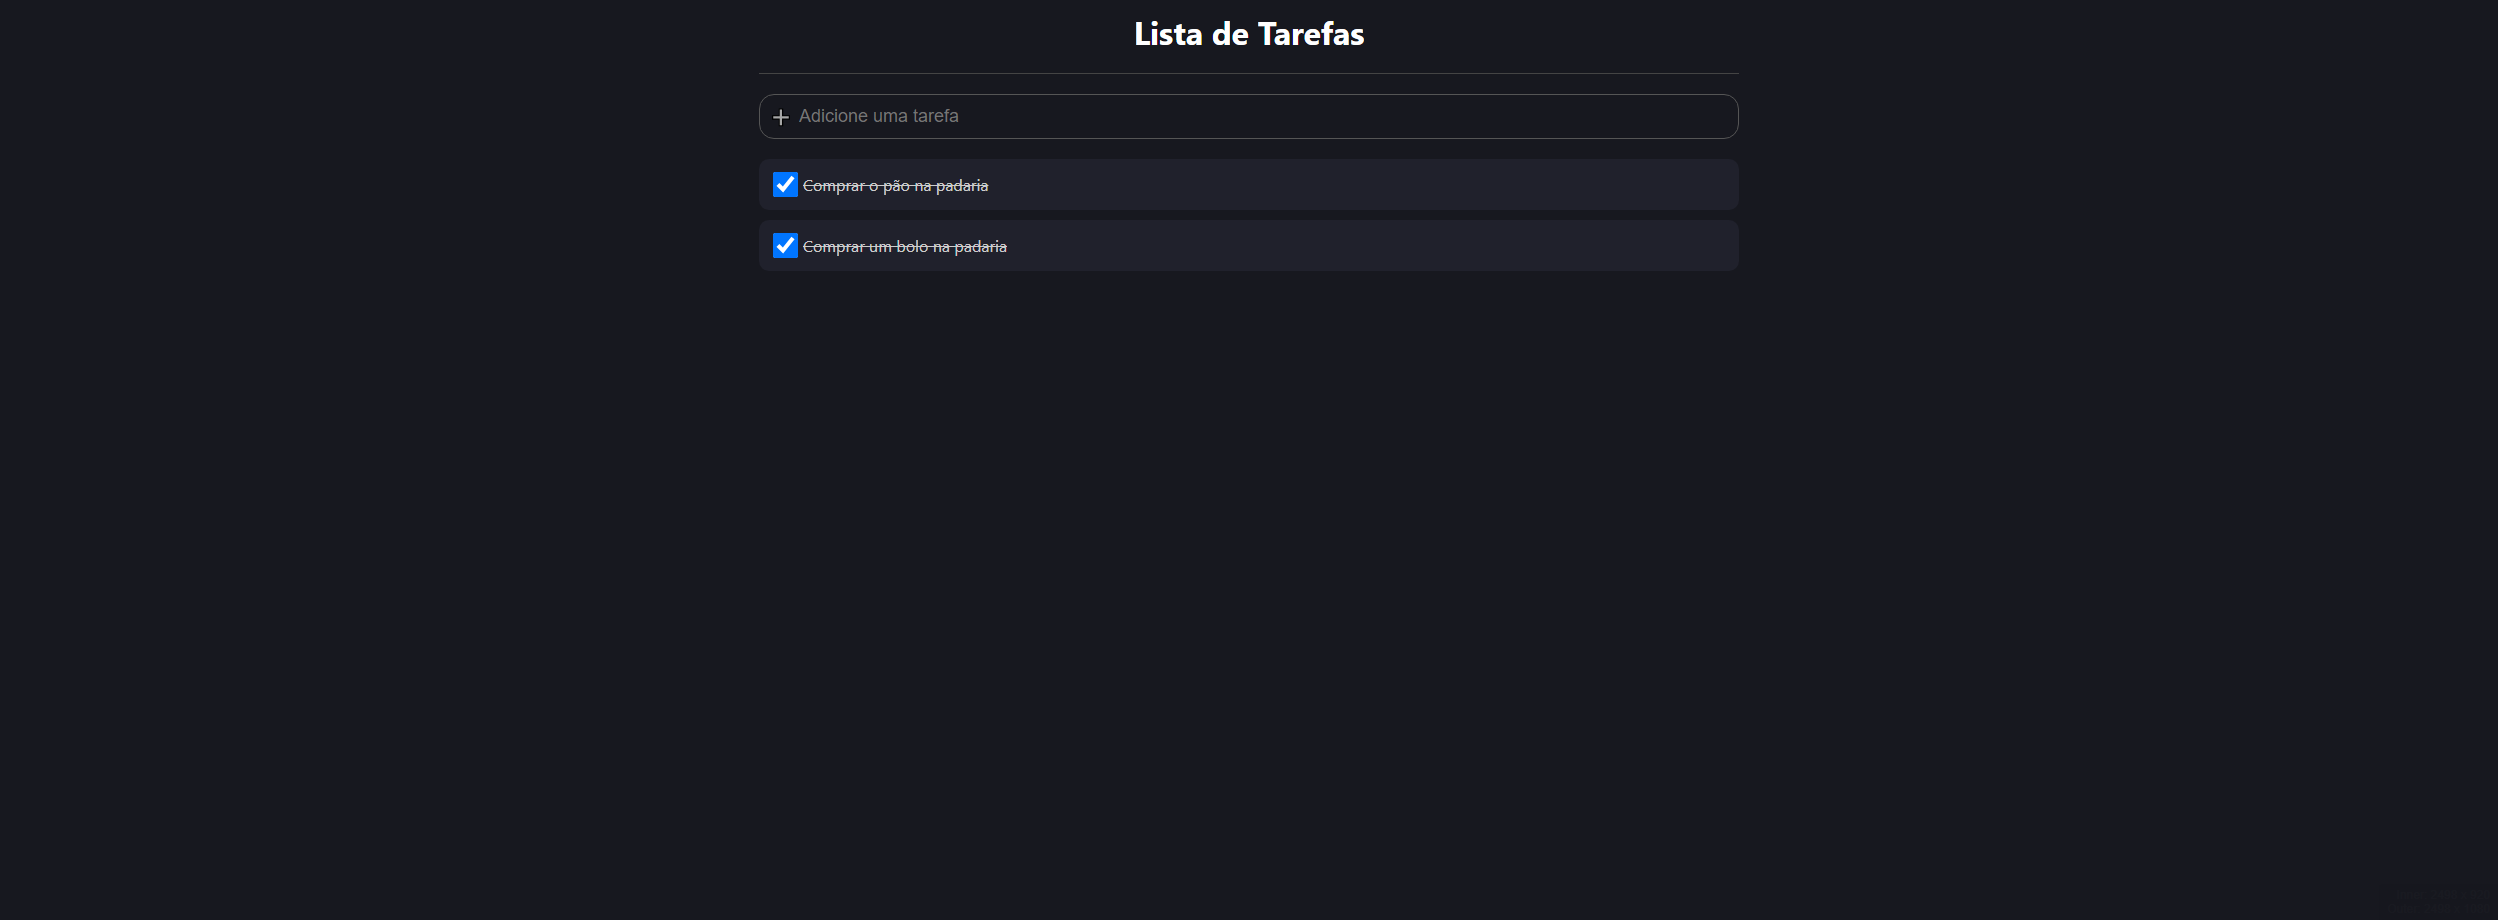 Lista de Tarefas
Adicione uma tarefa
Comprar o pão na padaria
Comprar um bolo na padaria